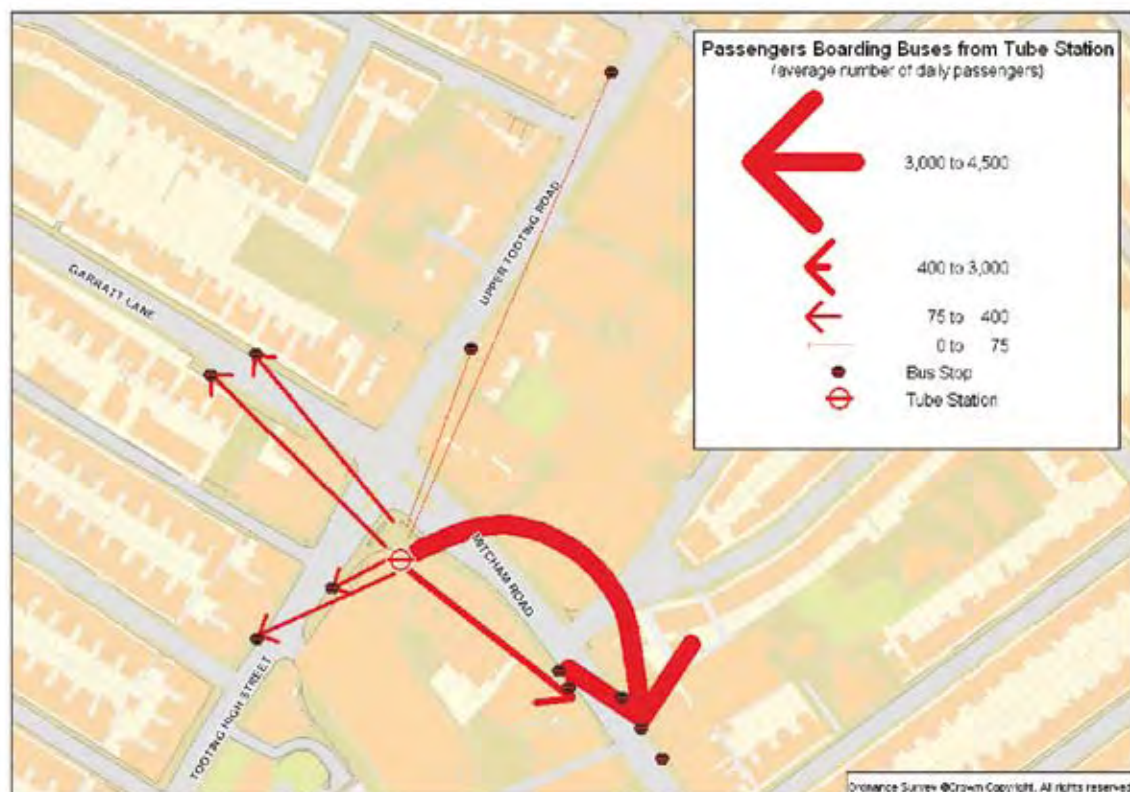 Passengers Boarding Buses from Tube Station
(average number of daily passengers)
3,000 to 4,500
400 to 3,000
75 to 400
0 to 75
Bus Stop
Tube Station
UPPER TOOTING ROAD
GARRATT LANE
MITCHAM ROAD
TOOTING HIGH STREET
Ordnance Survey ©Crown Copyright. All rights reserved